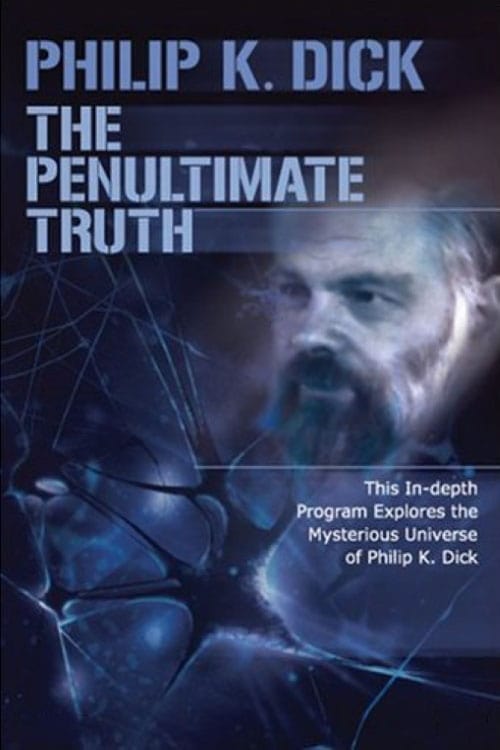 PHILIP K. DICK
THE
PENULTIMATE
TRUTH
This In-depth
Program Explores the
Mysterious Universe
of Philip K. Dick